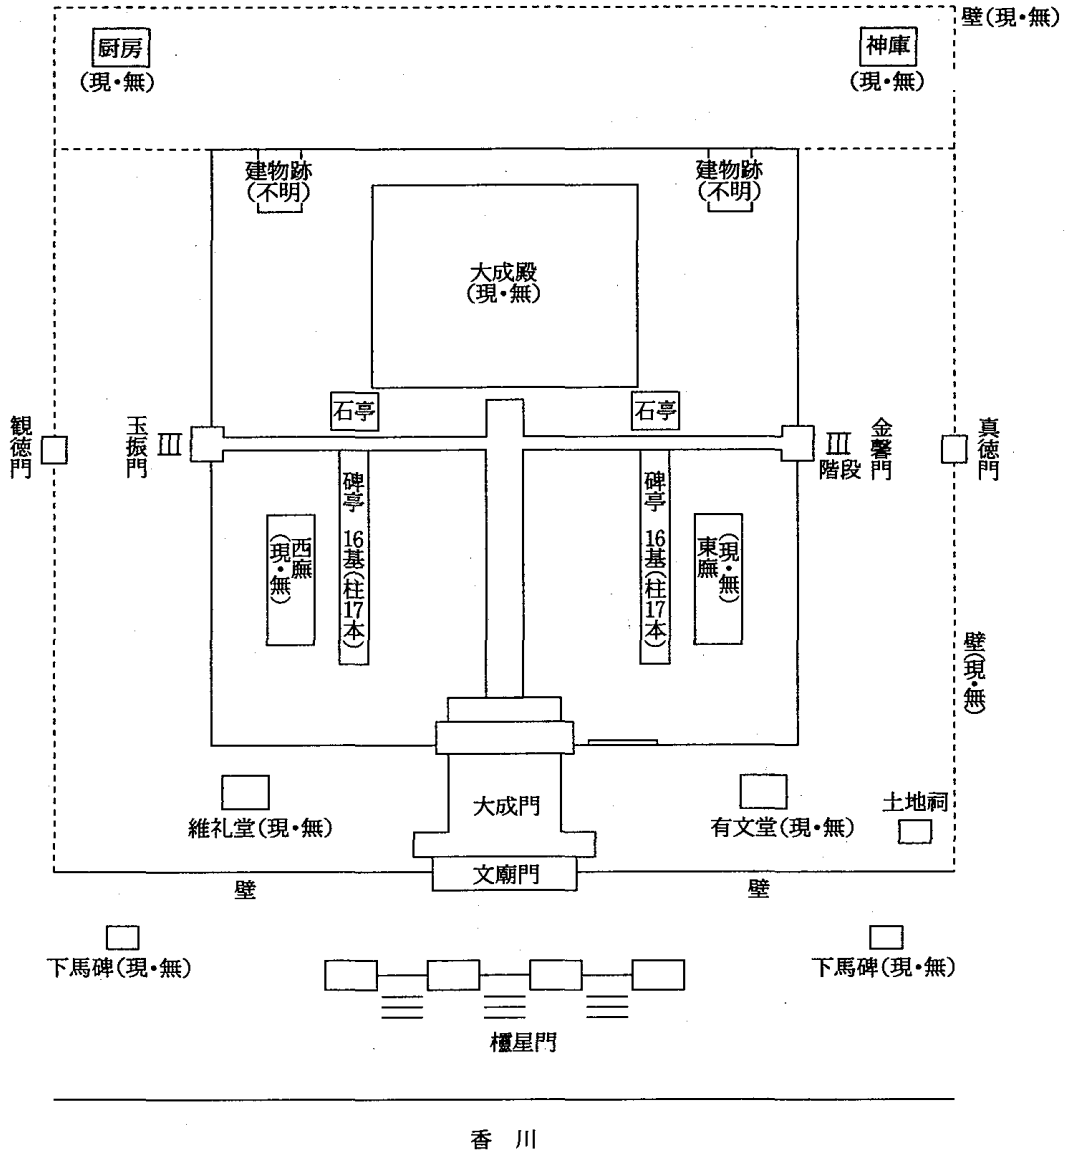 壁(現・無)
厨房
(現・無)
神庫
(現・無)
建物跡
(不明)
建物跡
(不明)
大成殿
(現・無)
石亭
石亭
観徳門
玉振門
金馨門
階段
真徳門
碑亭 16基(柱17本)
碑亭 16基(柱17本)
西廡
(現・無)
東廡
(現・無)
壁(現・無)
維礼堂(現・無)
大成門
有文堂(現・無)
土地祠
文廟門
壁
壁
下馬碑(現・無)
下馬碑(現・無)
欞星門
香川